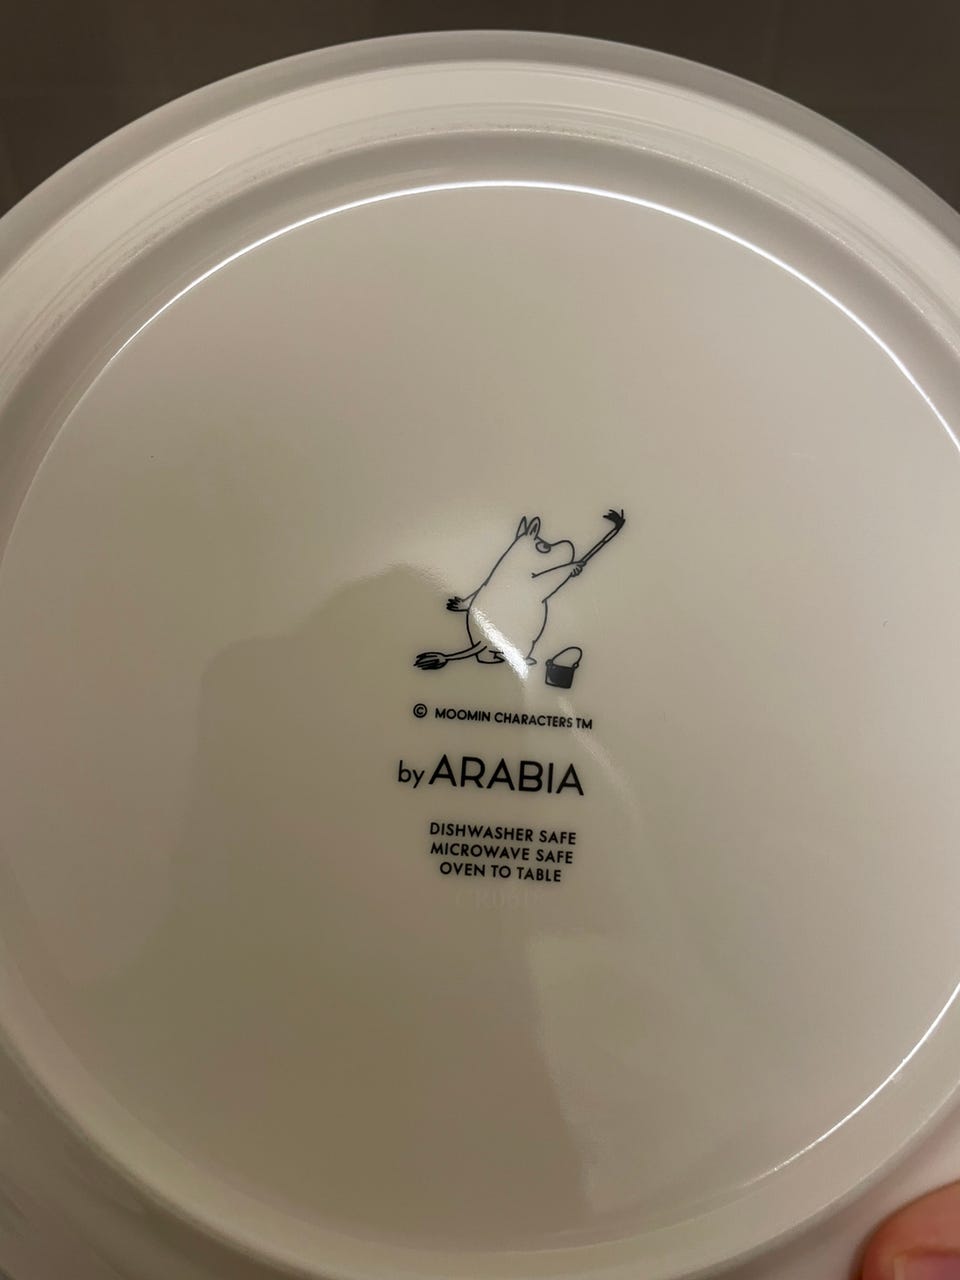 © MOOMIN CHARACTERS TM
by ARABIA
DISHWASHER SAFE
MICROWAVE SAFE
OVEN TO TABLE